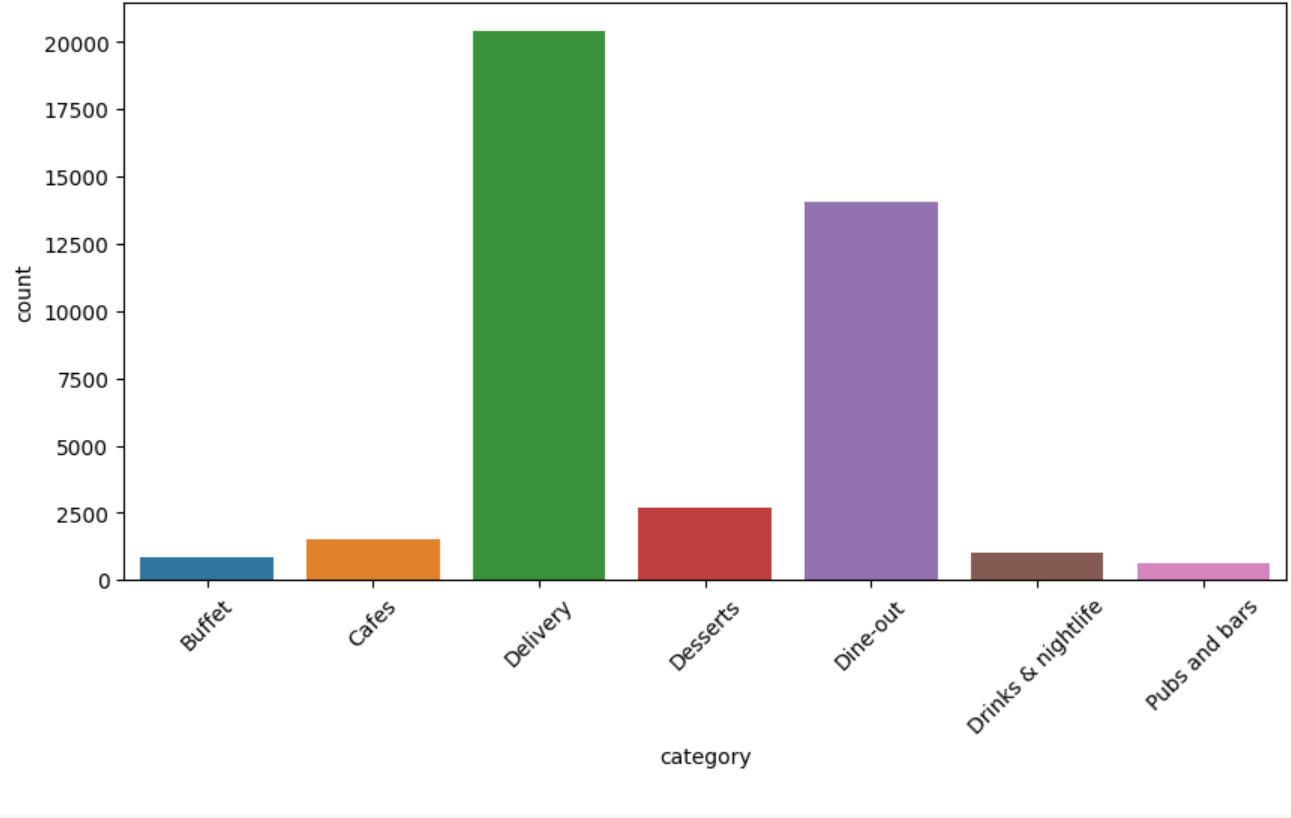 20000
17500
15000
12500
10000
7500
5000
2500
0
count
Buffet
Cafes
Delivery
Desserts
Dine-out
Drinks & nightlife
Pubs and bars
category